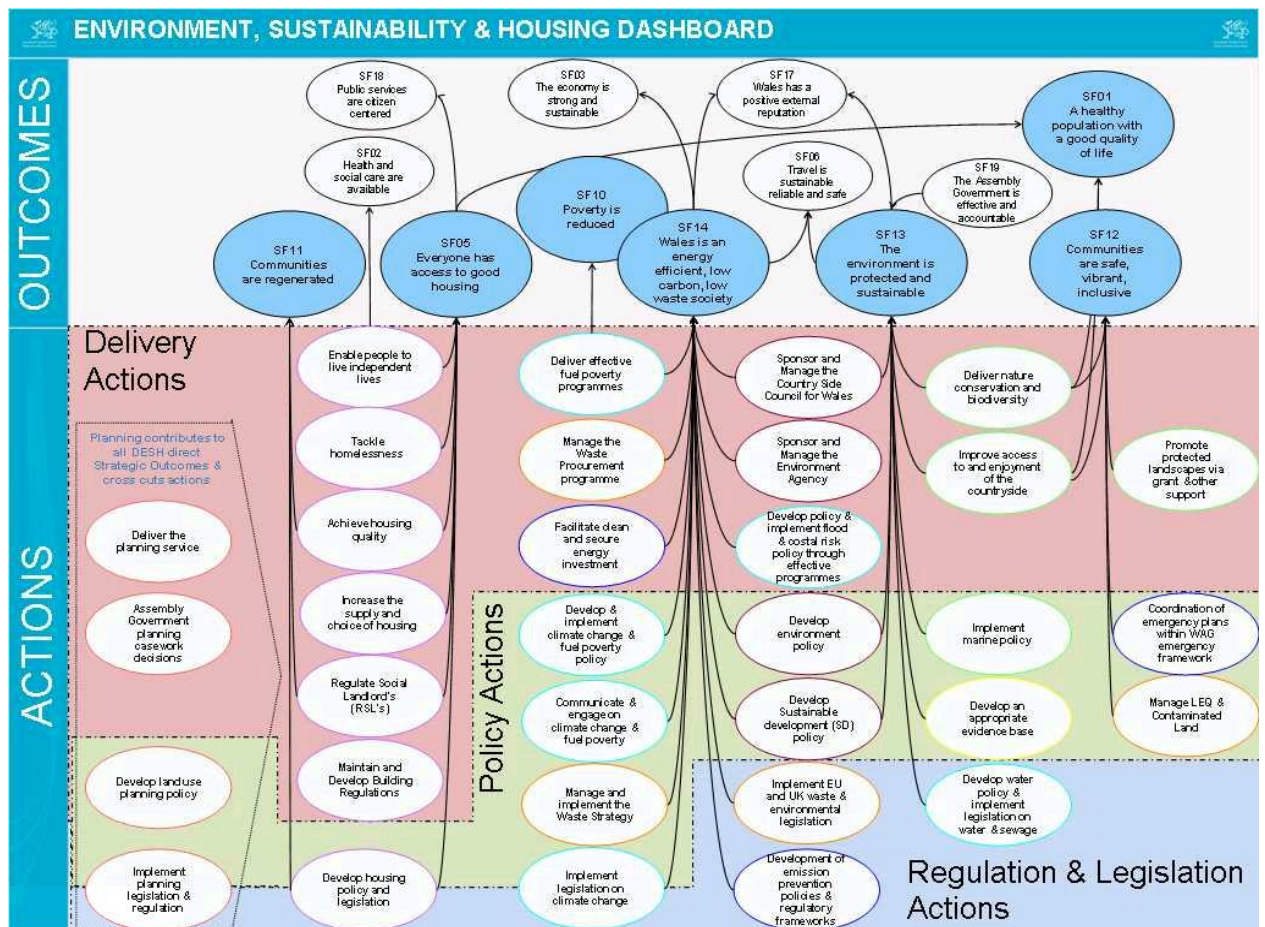 ENVIRONMENT, SUSTAINABILITY & HOUSING DASHBOARD
OUTCOMES
SF18
Public services
are citizen
centered
SF03
The economy is
strong and
sustainable
SF17
Wales has a
positive external
reputation
SF01
A healthy
population with
a good quality
of life
SF02
Health and
social care are
available
SF06
Travel is
sustainable
reliable and safe
SF19
The Assembly
Government is
effective and
accountable
SF10
Poverty is
reduced
SF11
Communities
are regenerated
SF05
Everyone has
access to good
housing
SF14
Wales is an
energy
efficient, low
carbon, low
waste society
SF13
The
environment is
protected and
sustainable
SF12
Communities
are safe,
vibrant,
inclusive
ACTIONS
Delivery
Actions
Planning contributes to
all DESH direct
Strategic Outcomes &
cross cuts actions
Deliver the
planning service
Assembly
Government
planning
casework
decisions
Develop land use
planning policy
Implement
planning
legislation &
regulation
Enable people to
live independent
lives
Tackle
homelessness
Achieve housing
quality
Increase the
supply and
choice of housing
Regulate Social
Landlord's
(RSL's)
Maintain and
Develop Building
Regulations
Develop housing
policy and
legislation
Policy Actions
Deliver effective
fuel poverty
programmes
Manage the
Waste
Procurement
programme
Facilitate clean
and secure
energy
investment
Develop &
implement
climate change &
fuel poverty
policy
Communicate &
engage on
climate change &
fuel poverty
Manage and
implement the
Waste Strategy
Implement
legislation on
climate change
Sponsor and
Manage the
Country Side
Council for Wales
Sponsor and
Manage the
Environment
Agency
Develop policy &
implement flood
& costal risk
policy through
effective
programmes
Develop
environment
policy
Develop
Sustainable
development (SD)
policy
Implement EU
and UK waste &
environmental
legislation
Development of
emission
prevention
policies &
regulatory
frameworks
Deliver nature
conservation and
biodiversity
Improve access
to and enjoyment
of the
countryside
Implement
marine policy
Develop an
appropriate
evidence base
Develop water
policy &
implement
legislation on
water & sewage
Promote
protected
landscapes via
grant &other
support
Coordination of
emergency plans
within WAG
emergency
framework
Manage LEQ &
Contaminated
Land
Regulation & Legislation
Actions